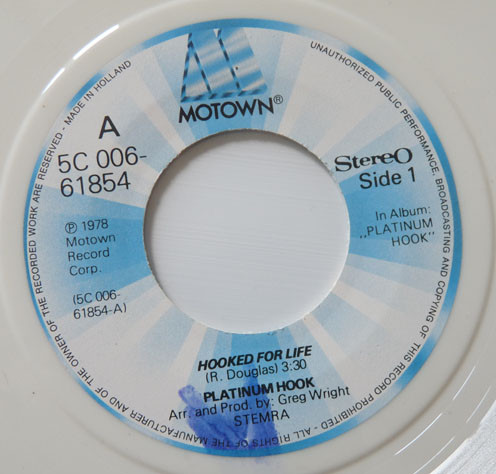 MOTOWN®
A
5C 006-
61854
Ⓟ 1978
Motown
Record
Corp.
(5C 006-
61854-A)
Stereo
Side 1
In Album:
„PLATINUM
HOOK"
HOOKED FOR LIFE
(R. Douglas) 3:30
PLATINUM HOOK
Arr. and Prod. by: Greg Wright
STEMRA
UNAUTHORIZED PUBLIC PERFORMANCE, BROADCASTING AND COPYING OF THIS RECORD PROHIBITED - ALL RIGHTS OF THE MANUFACTURER AND OF THE OWNER OF THE RECORDED WORK ARE RESERVED - MADE IN HOLLAND